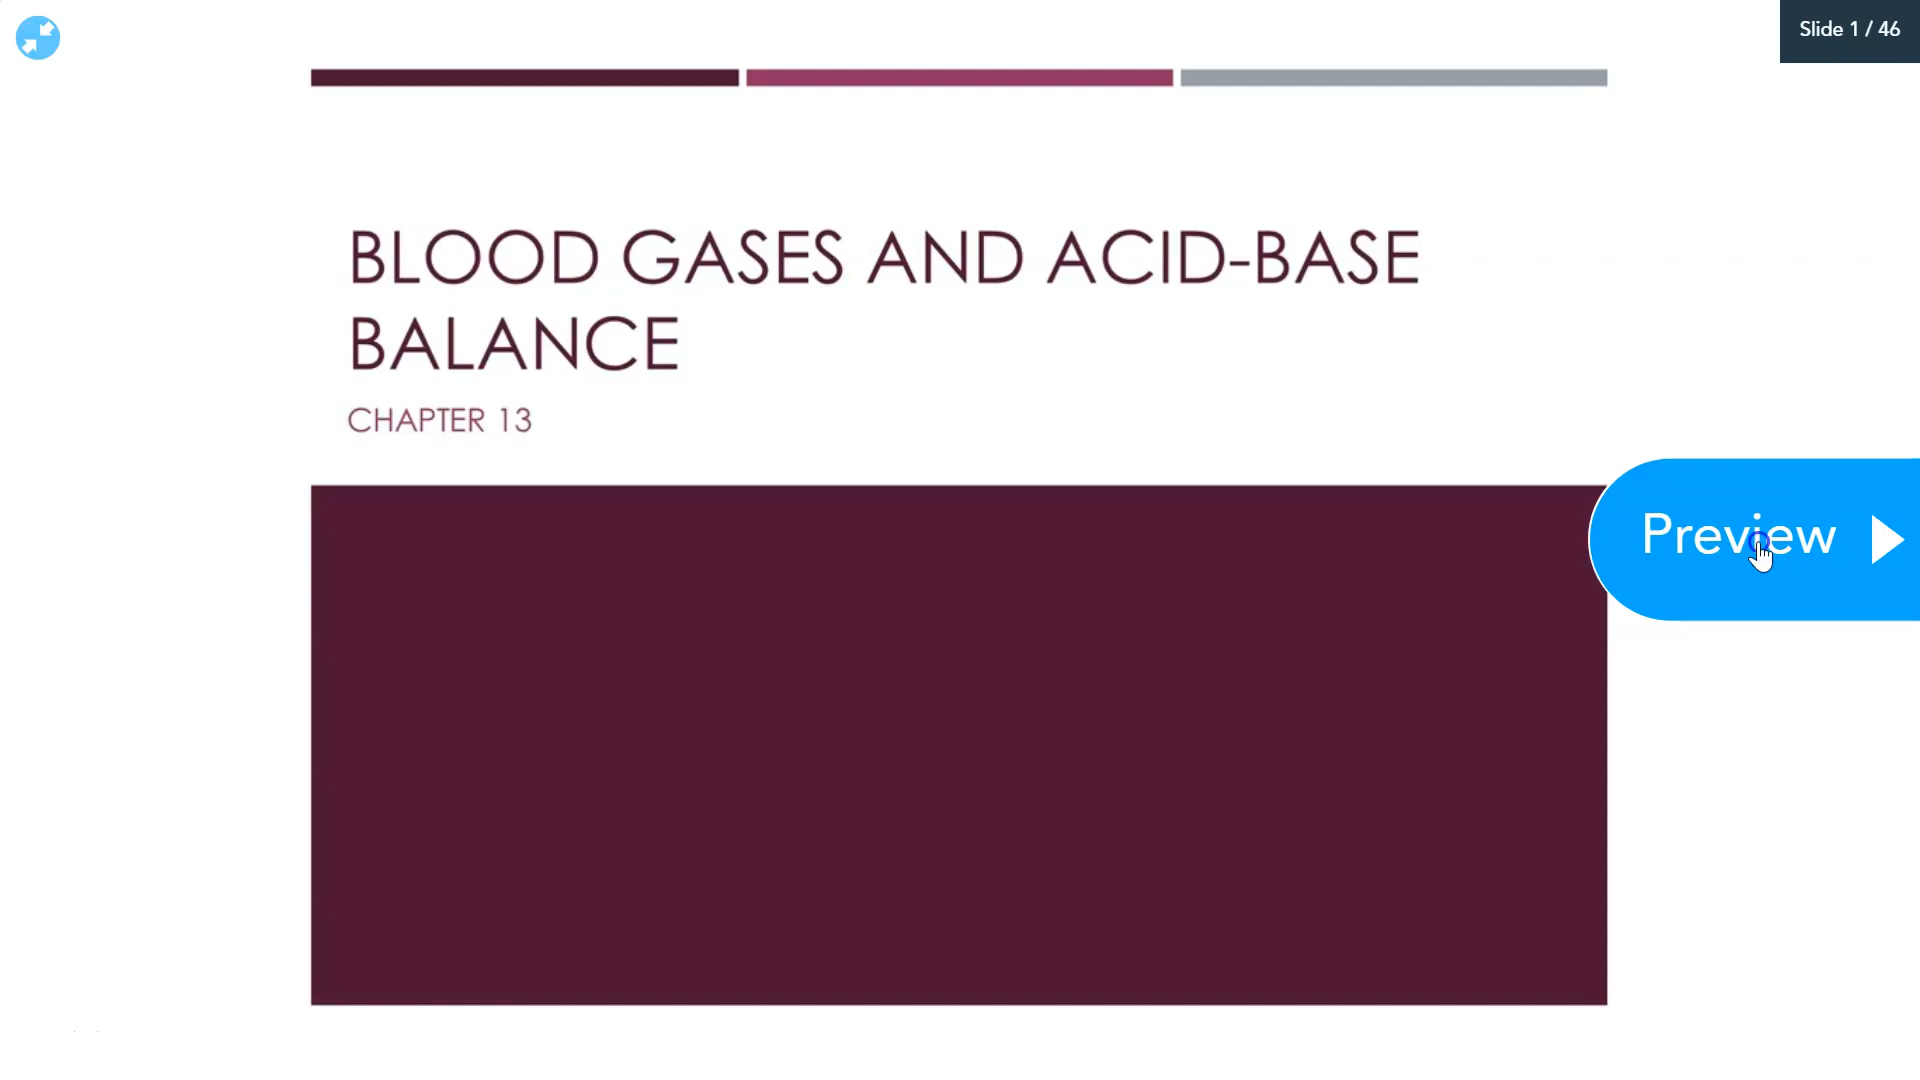 Slide 1 / 46
BLOOD GASES AND ACID-BASE
BALANCE
CHAPTER 13
Preview